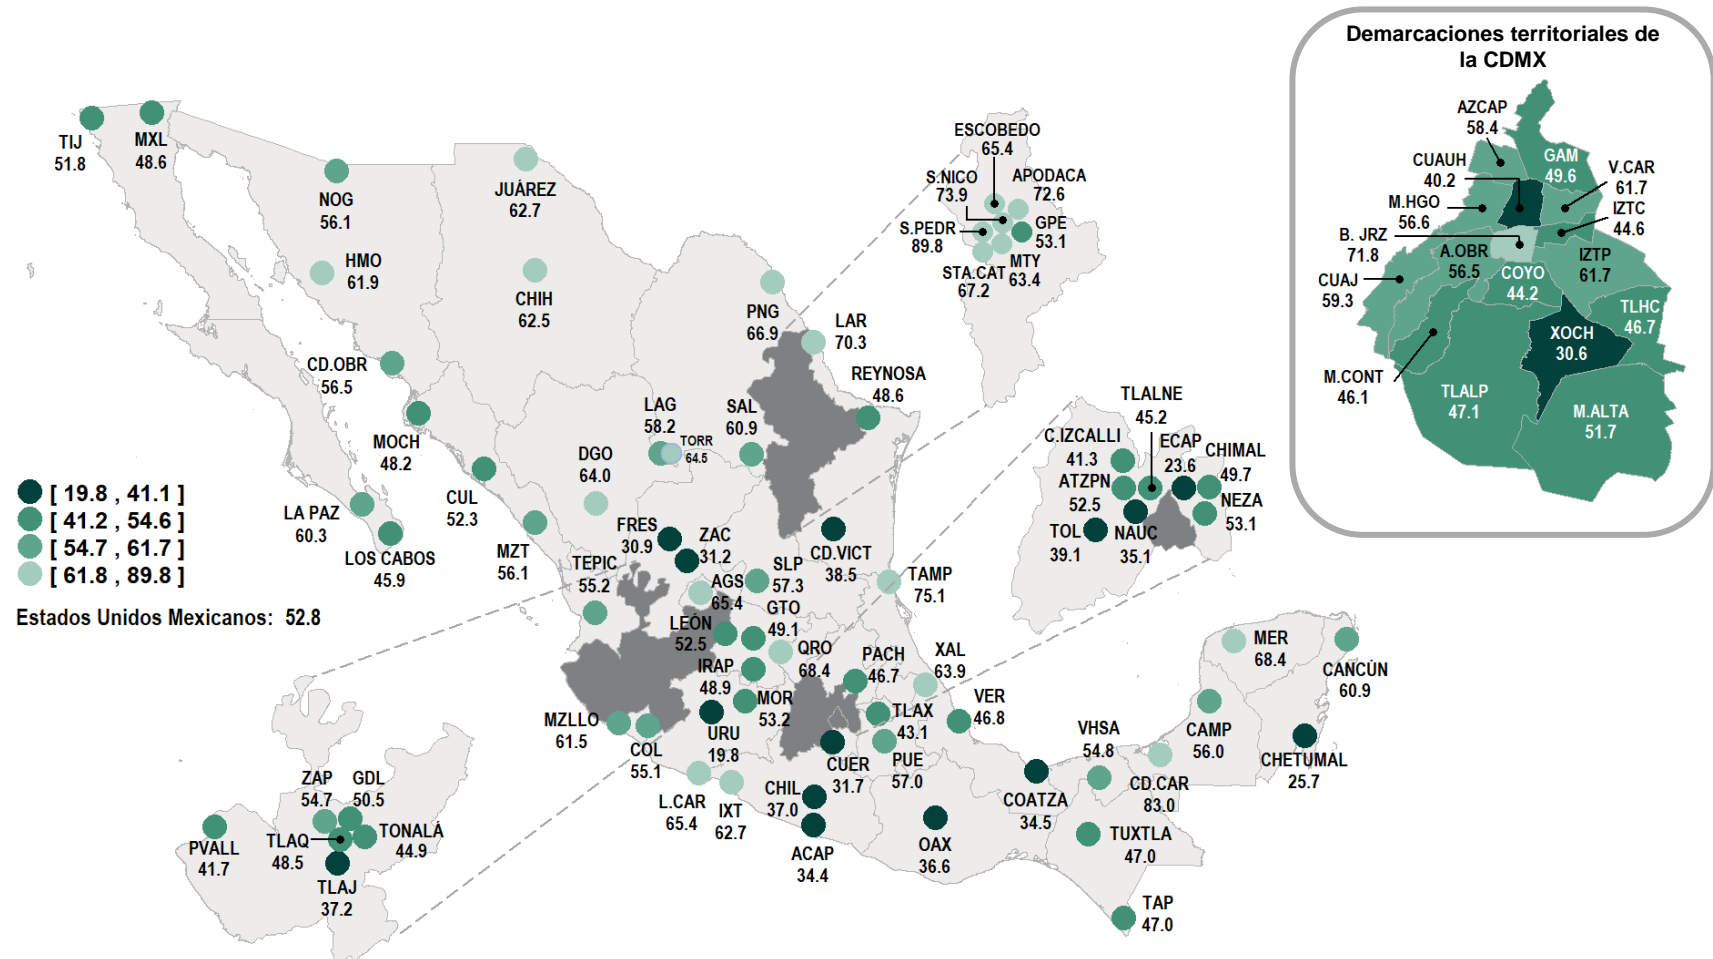 Demarcaciones territoriales de
la CDMX
AZCAP
58.4
CUAUH
40.2
GAM
49.6
V.CAR
61.7
M.HGO
56.6
IZTC
44.6
B. JRZ
71.8
A.OBR
56.5
IZTP
61.7
COYO
44.2
CUAJ
59.3
TLHC
46.7
XOCH
30.6
M.CONT
46.1
TLALP
47.1
M.ALTA
51.7
TIJ
51.8
MXL
48.6
NOG
56.1
JUÁREZ
62.7
HMO
61.9
CHIH
62.5
ESCOBEDO
65.4
S.NICO
73.9
APODACA
72.6
S.PEDR
89.8
GPE
53.1
MTY
63.4
STA.CAT
67.2
PNG
66.9
LAR
70.3
REYNOSA
48.6
CD.OBR
56.5
MOCH
48.2
LAG
58.2
TORR
64.5
SAL
60.9
DGO
64.0
CUL
52.3
LA PAZ
60.3
LOS CABOS
45.9
MZT
56.1
FRES
30.9
ZAC
31.2
CD.VICT
38.5
TLALNE
45.2
C.IZCALLI
41.3
ECAP
23.6
CHIMAL
49.7
ATZPN
52.5
NEZA
53.1
TOL
39.1
NAUC
35.1
[ 19.8 , 41.1 ]
[ 41.2 , 54.6 ]
[ 54.7 , 61.7 ]
[ 61.8 , 89.8 ]
Estados Unidos Mexicanos: 52.8
TEPIC
55.2
AGS
65.4
SLP
57.3
TAMP
75.1
LEÓN
52.5
GTO
49.1
QRO
68.4
IRAP
48.9
PACH
46.7
XAL
63.9
MOR
53.2
MZLLO
61.5
COL
55.1
URU
19.8
TLAX
43.1
VER
46.8
CUER
31.7
PUE
57.0
L.CAR
65.4
IXT
62.7
CHIL
37.0
ACAP
34.4
OAX
36.6
COATZA
34.5
VHSA
54.8
CD.CAR
83.0
CAMP
56.0
MER
68.4
CANCÚN
60.9
CHETUMAL
25.7
TUXTLA
47.0
TAP
47.0
ZAP
54.7
GDL
50.5
TLAQ
48.5
TONALÁ
44.9
PVALL
41.7
TLAJ
37.2